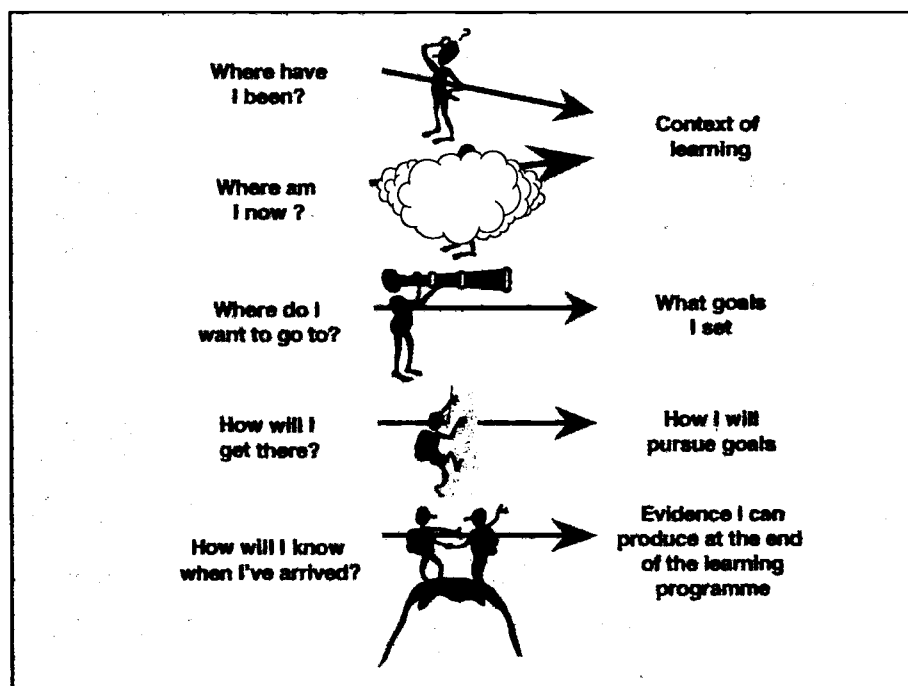 Where have
I been?
?
Context of
learning
Where am
I now ?
Where do I
want to go to?
What goals
I set
How will I
get there?
How I will
pursue goals
How will I know
when I've arrived?
Evidence I can
produce at the end
of the learning
programme